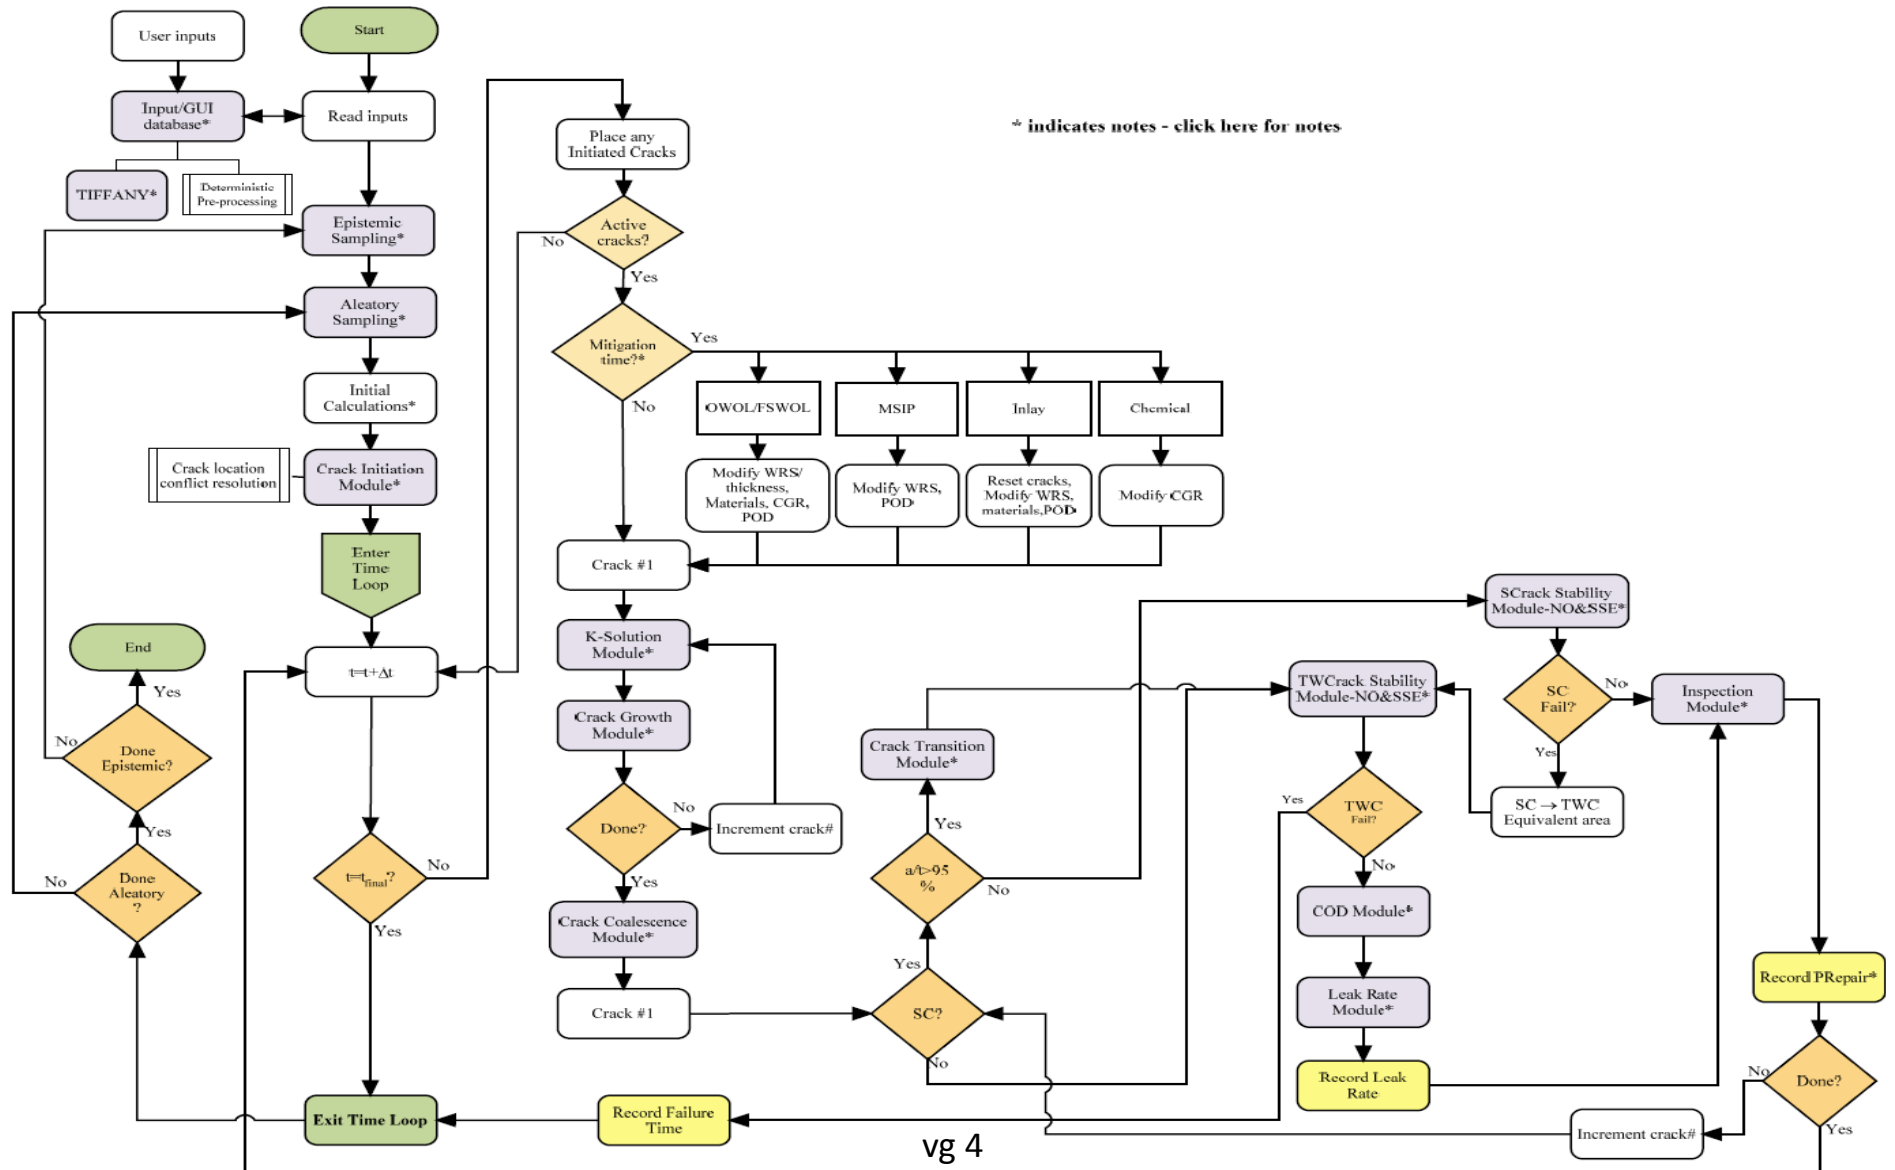 User inputs
Start
Input/GUI
database*
Read inputs
* indicates notes - click here for notes
TIFFANY*
Deterministic
Pre-processing
Epistemic
Sampling*
Aleatory
Sampling*
Initial
Calculations*
Crack location
conflict resolution
Crack Initiation
Module*
Enter
Time
Loop
End
Yes
t=t+Δt
No
Done
Epistemic?
Yes
No
Done
Aleatory
?
t=tfinal?
No
Yes
Exit Time Loop
Place any
Initiated Cracks
Active
cracks?
No
Yes
Mitigation
time?*
Yes
No
OWOL/FSWOL
MSIP
Inlay
Chemical
Modify WRS/
thickness,
Materials, CGR,
POD
Modify WRS,
POD
Reset cracks,
Modify WRS,
materials,POD
Modify CGR
Crack #1
K-Solution
Module*
Crack Growth
Module*
Done?
No
Increment crack#
Yes
Crack Coalescence
Module*
Crack #1
Record Failure
Time
Crack Transition
Module*
Yes
a/t>95
%
No
Yes
SC?
No
SCrack Stability
Module-NO&SSE*
SC
Fail?
No
Yes
SC → TWC
Equivalent area
TWCrack Stability
Module-NO&SSE*
Yes
TWC
Fail?
No
COD Module*
Leak Rate
Module*
Record Leak
Rate
Inspection
Module*
Record PRepair*
No
Done?
Yes
Increment crack#
vg 4